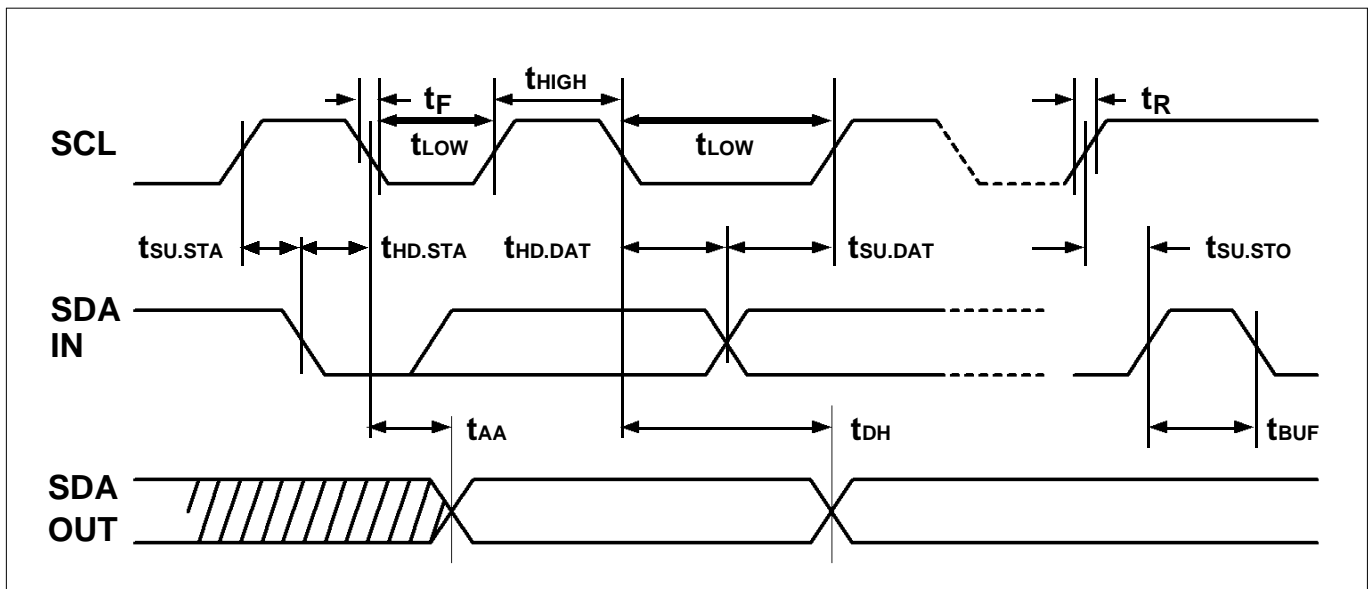 tHIGH
tF
tR
SCL
tLOW
tLOW
tSU.STA
tHD.STA
tHD.DAT
tSU.DAT
tSU.STO
SDA
IN
tAA
tDH
tBUF
SDA
OUT